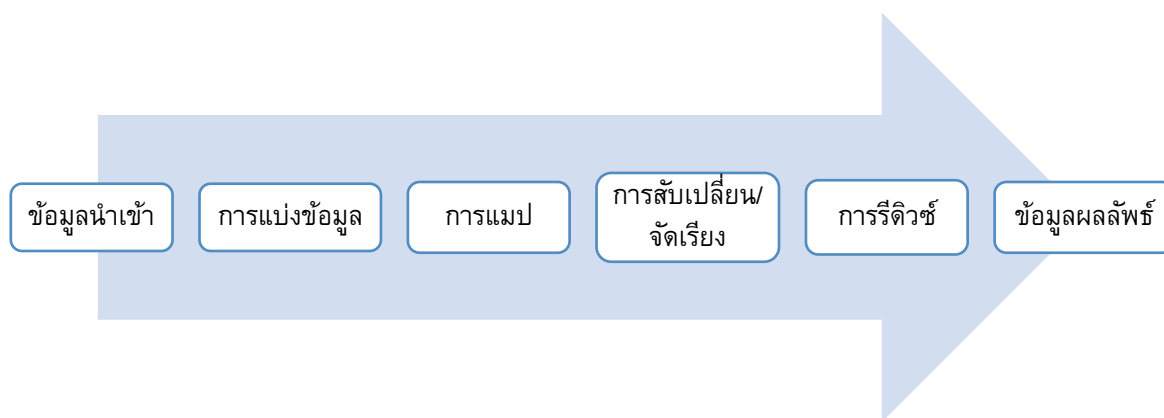 ข้อมูลนำเข้า
การแบ่งข้อมูล
การแมป
การสับเปลี่ยน/
จัดเรียง
การรีดิวซ์
ข้อมูลผลลัพธ์